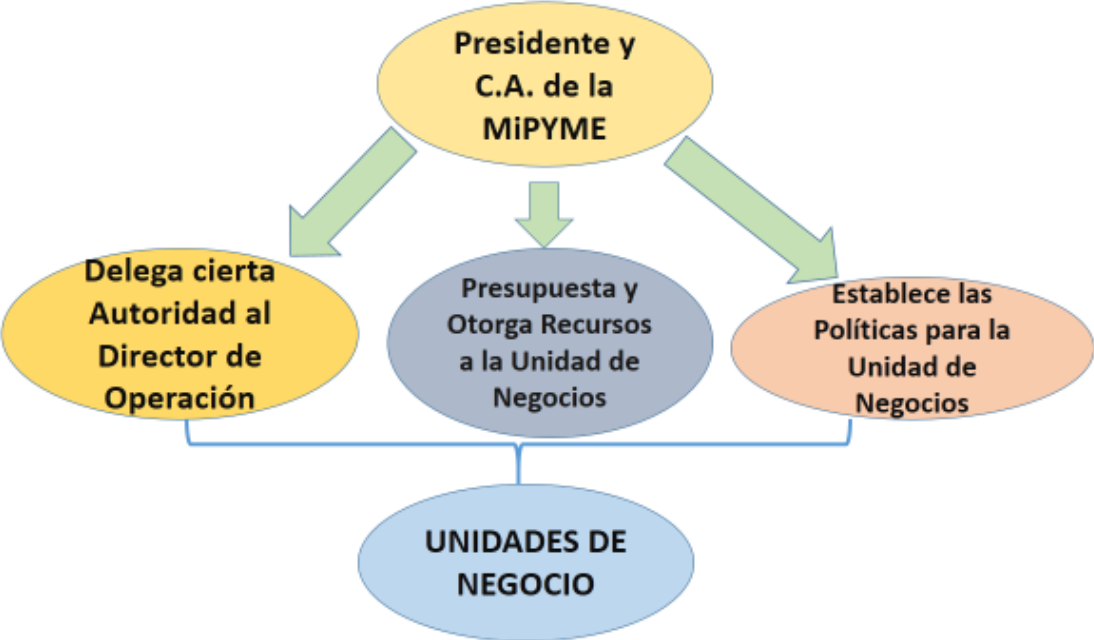 Presidente y
C.A. de la
MiPYME
Delega cierta
Autoridad al
Director de
Operación
Presupuesta y
Otorga Recursos
a la Unidad de
Negocios
Establece las
Políticas para la
Unidad de
Negocios
UNIDADES DE
NEGOCIO